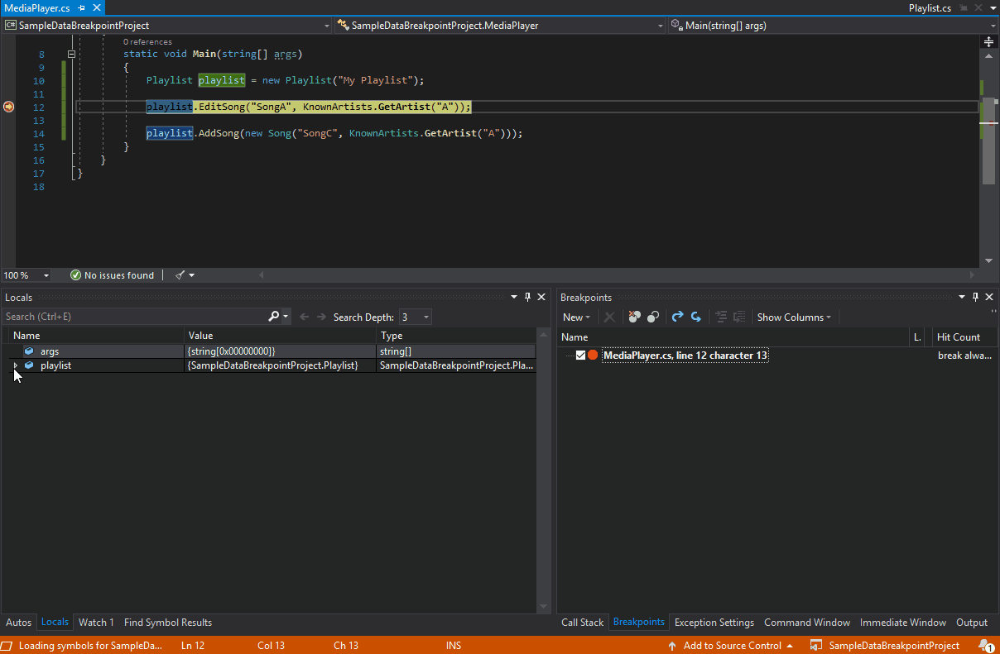 MediaPlayer.cs
Playlist.cs
C# SampleDataBreakpointProject
SampleDataBreakpointProject.MediaPlayer
Main(string[] args)
0 references
8 static void Main(string[] args)
9 {
10 Playlist playlist = new Playlist("My Playlist");
11
12 playlist.EditSong("SongA", KnownArtists.GetArtist("A"));
13
14 playlist.AddSong(new Song("SongC", KnownArtists.GetArtist("A")));
15 }
16 }
17 }
18
100 %
No issues found
Locals
Search (Ctrl+E)
Search Depth: 3
Name Value Type
args {string[0x00000000]} string[]
playlist {SampleDataBreakpointProject.Playlist} SampleDataBreakpointProject.Pla...
Breakpoints
New
Show Columns
Name L. Hit Count
MediaPlayer.cs, line 12 character 13 break alwa...
Autos Locals Watch 1 Find Symbol Results
Call Stack Breakpoints Exception Settings Command Window Immediate Window Output
Loading symbols for SampleDa... Ln 12 Col 13 Ch 13 INS Add to Source Control SampleDataBreakpointProject 1